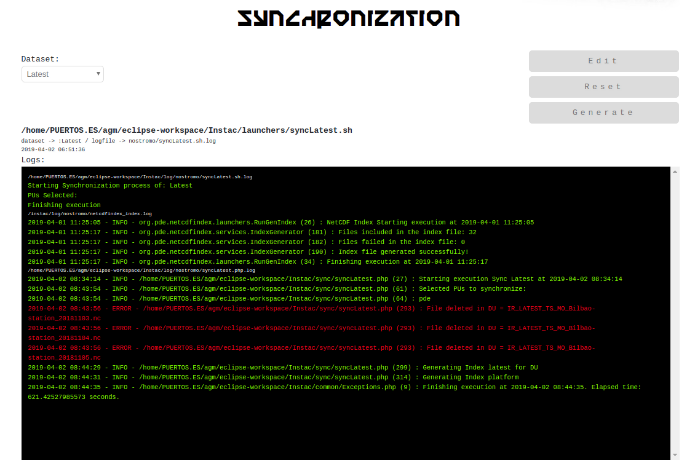 SYNCHRONIZATION
Dataset:
Latest
Edit
Reset
Generate
/home/PUERTOS.ES/agm/eclipse-workspace/Instac/launchers/syncLatest.sh
dataset -> :Latest / logfile -> nostromo/syncLatest.sh.log
2019-04-02 06:51:36
Logs:
/home/PUERTOS.ES/agm/eclipse-workspace/Instac/log/nostromo/syncLatest.sh.log
Starting Synchronization process of: Latest
PUs Selected:
Finishing execution
/instac/log/nostromo/netcdfindex_index.log
2019-04-01 11:25:05 - INFO - org.pde.netcdfindex.launchers.RunGenIndex (26) : NetCDF Index Starting execution at 2019-04-01 11:25:05
2019-04-01 11:25:17 - INFO - org.pde.netcdfindex.services.IndexGenerator (181) : Files included in the index file: 32
2019-04-01 11:25:17 - INFO - org.pde.netcdfindex.services.IndexGenerator (182) : Files failed in the index file: 0
2019-04-01 11:25:17 - INFO - org.pde.netcdfindex.services.IndexGenerator (190) : Index file generated successfully!
2019-04-01 11:25:17 - INFO - org.pde.netcdfindex.launchers.RunGenIndex (34) : Finishing execution at 2019-04-01 11:25:17
/home/PUERTOS.ES/agm/eclipse-workspace/Instac/log/nostromo/syncLatest.php.log
2019-04-02 08:34:14 - INFO - /home/PUERTOS.ES/agm/eclipse-workspace/Instac/sync/syncLatest.php (27) : Starting execution Sync Latest at 2019-04-02 08:34:14
2019-04-02 08:43:54 - INFO - /home/PUERTOS.ES/agm/eclipse-workspace/Instac/sync/syncLatest.php (61) : Selected PUs to synchronize:
2019-04-02 08:43:54 - INFO - /home/PUERTOS.ES/agm/eclipse-workspace/Instac/sync/syncLatest.php (64) : pde
2019-04-02 08:43:56 - ERROR - /home/PUERTOS.ES/agm/eclipse-workspace/Instac/sync/syncLatest.php (293) : File deleted in DU - IR_LATEST_TS_MO_Bilbao-
station_20181103.nc
2019-04-02 08:43:56 - ERROR - /home/PUERTOS.ES/agm/eclipse-workspace/Instac/sync/syncLatest.php (293) : File deleted in DU - IR_LATEST_TS_MO_Bilbao-
station_20181104.nc
2019-04-02 08:43:56 - ERROR - /home/PUERTOS.ES/agm/eclipse-workspace/Instac/sync/syncLatest.php (293) : File deleted in DU - IR_LATEST_TS_MO_Bilbao-
2019-04-02 08:44:29 - INFO - /home/PUERTOS.ES/agm/eclipse-workspace/Instac/sync/syncLatest.php (299) : Generating Index latest for DU
2019-04-02 08:44:31 - INFO - /home/PUERTOS.ES/agm/eclipse-workspace/Instac/sync/syncLatest.php (314) : Generating Index platform
2019-04-02 08:44:35 - INFO - /home/PUERTOS.ES/agm/eclipse-workspace/Instac/common/Exceptions.php (9) : Finishing execution at 2019-04-02 08:44:35. Elapsed time:
621.42527985573 seconds.